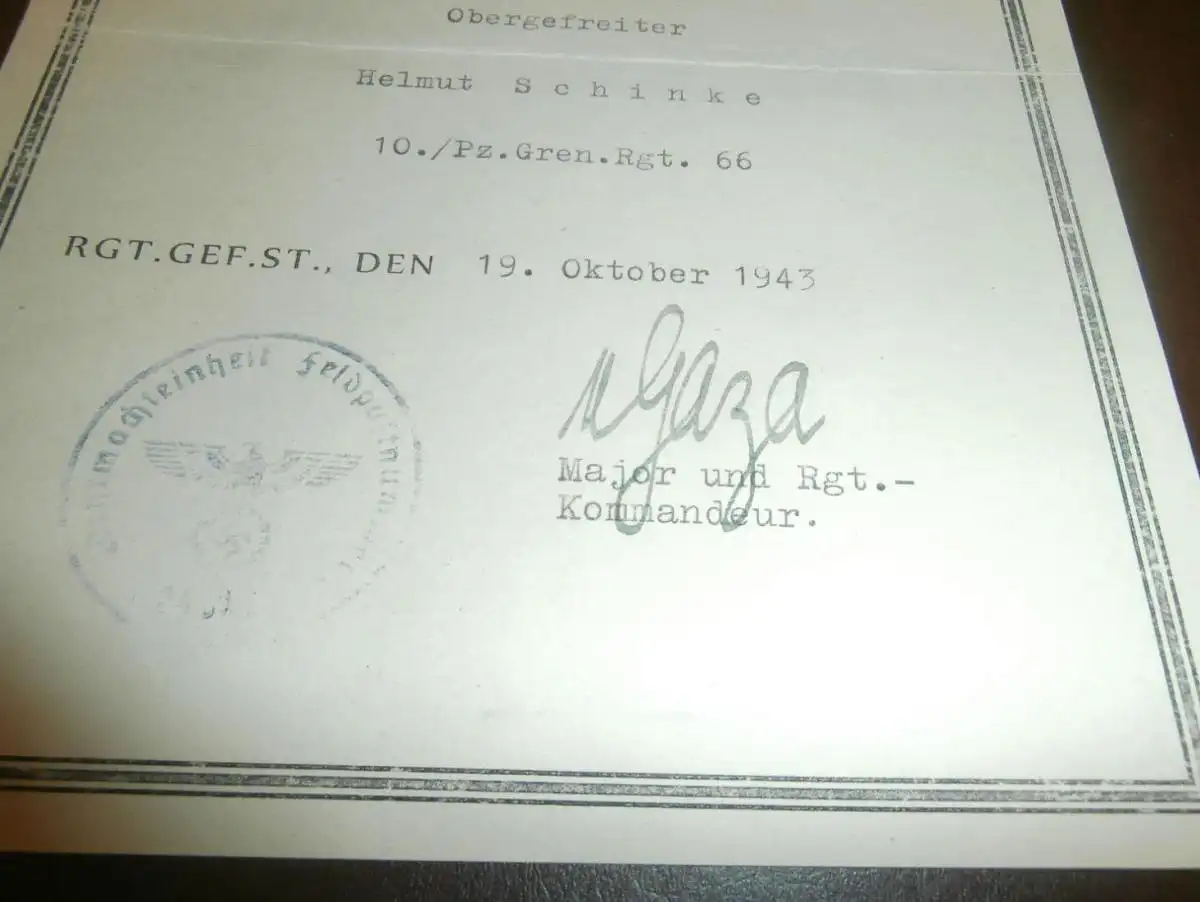 Obergefreiter
Helmut S c h i n k e
10./Pz.Gren.Rgt. 66
RGT.GEF.ST., DEN 19. Oktober 1943
Gaza
Major und Rgt.-
Kommandeur.
Feldpostnummer